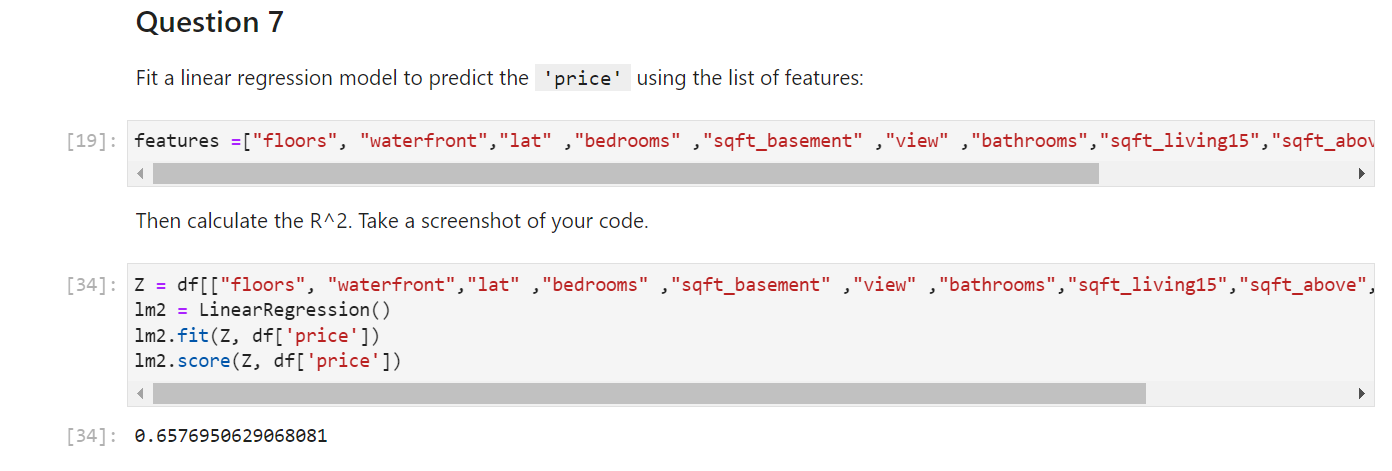 Question 7
Fit a linear regression model to predict the 'price' using the list of features:
[19]: features =["floors", "waterfront","lat" ,"bedrooms" ,"sqft_basement" ,"view" ,"bathrooms","sqft_living15","sqft_abov
Then calculate the R^2. Take a screenshot of your code.
[34]: Z = df[["floors", "waterfront","lat" ,"bedrooms" ,"sqft_basement" ,"view" ,"bathrooms","sqft_living15","sqft_above",
lm2 = LinearRegression()
lm2.fit(Z, df['price'])
lm2.score(Z, df['price'])
[34]: 0.6576950629068081